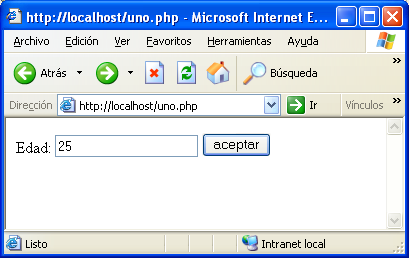 http://localhost/uno.php - Microsoft Internet E...
Archivo Edición Ver Favoritos Herramientas Ayuda »
Atrás Búsqueda »
Dirección http://localhost/uno.php Ir Vínculos »
Edad: 25 aceptar
Listo Intranet local